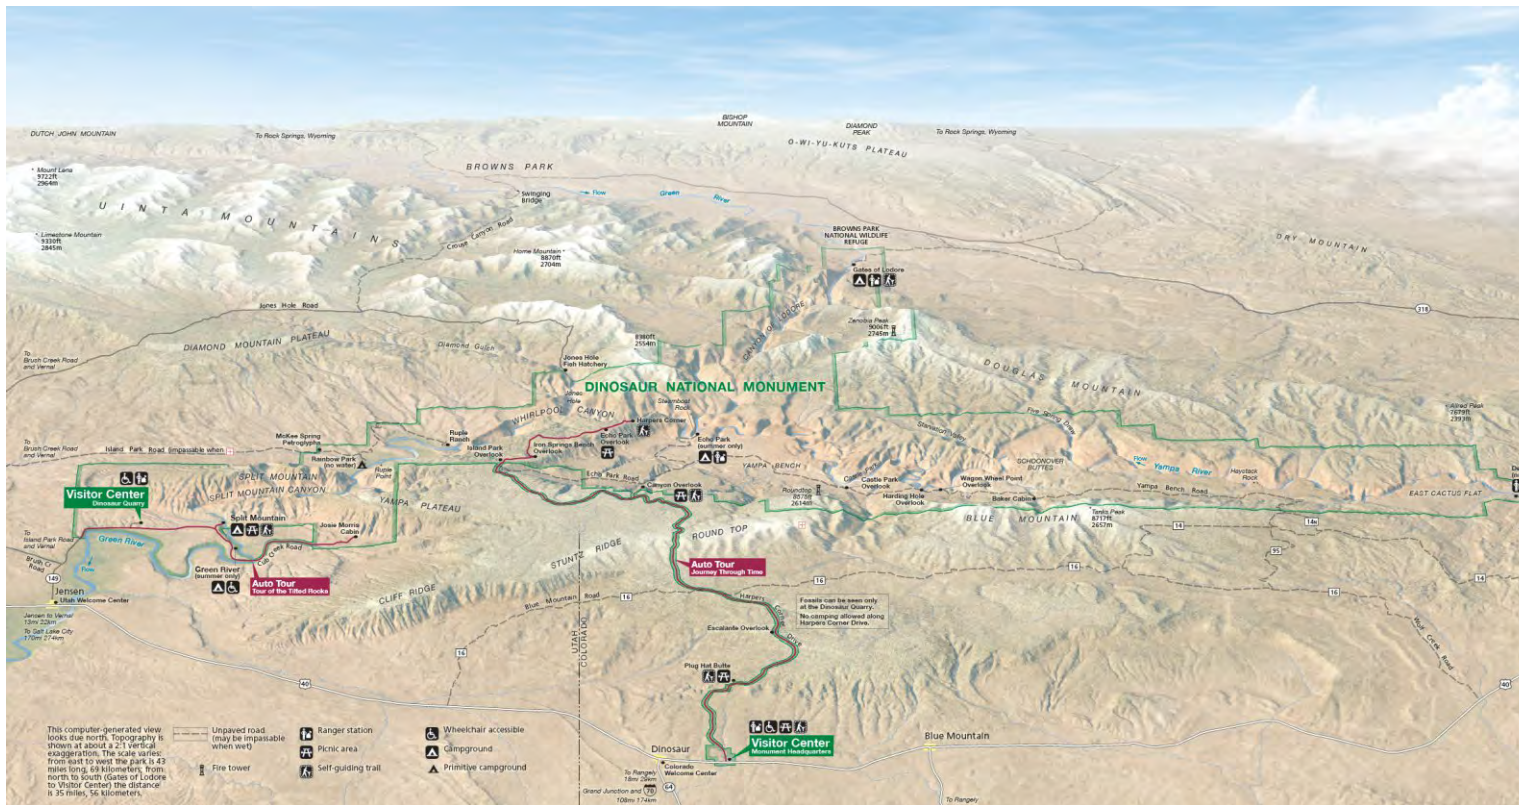 BISHOP
MOUNTAIN
DIAMOND
PEAK
DUTCH JOHN MOUNTAIN
To Rock Springs, Wyoming
To Rock Springs, Wyoming
O-WI-YU-KUTS PLATEAU
BROWNS PARK
Mount Lena
9722ft
2964m
Swinging
Bridge
Flow
Green
River
UINTA MOUNTAINS
Limestone Mountain
9330ft
2845m
Crouse Canyon Road
Home Mountain
8870ft
2704m
BROWNS PARK
NATIONAL WILDLIFE
REFUGE
DRY MOUNTAIN
Gates of Lodore
Jones Hole Road
CANYON OF LODORE
Zenobia Peak
9006ft
2745m
318
DIAMOND MOUNTAIN PLATEAU
Diamond Gulch
8380ft
2554m
To
Brush Creek Road
and Vernal
Jones Hole
Fish Hatchery
DOUGLAS MOUNTAIN
DINOSAUR NATIONAL MONUMENT
Jones
Hole
Steamboat
Rock
WHIRLPOOL CANYON
Harpers Corner
2393m
McKee Spring
Petroglyphs
Ruple
Ranch
Echo Park
Overlook
Echo Park
(summer only)
To
Brush Creek Road
and Vernal
Island Park Road (impassable when
Island Park
Overlook
Iron Springs Bench
Overlook
Rainbow Park
(no water)
Ruple
Point
YAMPA BENCH
SCHOONOVER
BUTTES
Flow
Yampa River
Haystack
Rock
SPLIT MOUNTAIN
SPLIT MOUNTAIN CANYON
YAMPA PLATEAU
Echo Park Road
Canyon Overlook
Castle Park
Overlook
Wagon Wheel Point
Overlook
Harding Hole
Overlook
Baker Cabin
Yampa Bench Road
EAST CACTUS FLAT
Visitor Center
Dinosaur Quarry
Roundtop
2614m
Tanks Peak
8717ft
2657m
BLUE MOUNTAIN
14
14n
Split Mountain
Josie Morris
Cabin
ROUND TOP
STUNTZ RIDGE
To
Island Park Road
and Vernal
Green River
Cub Creek Road
95
Flow
Green River
(summer only)
Auto Tour
Tour of the Tilted Rocks
Auto Tour
Journey Through Time
CLIFF RIDGE
16
16
14
149
Jensen
Utah Welcome Center
Blue Mountain Road
16
16
Jensen to Vernal
13mi 22km
To Salt Lake City
170mi 274km
Harpers Corner Drive
Fossils can be seen only
at the Dinosaur Quarry.
No camping allowed along
Harpers Corner Drive.
Escalante Overlook
Wolf Creek Road
UTAH
COLORADO
16
40
40
Plug Hat Butte
This computer-generated view
looks due north. Topography is
shown at about a 2:1 vertical
exaggeration. The scale varies:
from east to west the park is 43
miles long, 69 kilometers; from
north to south (Gates of Lodore
to Visitor Center) the distance
is 35 miles, 56 kilometers.
Unpaved road
(may be impassable
when wet)
Fire tower
Ranger station
Picnic area
Self-guiding trail
Wheelchair accessible
Campground
Primitive campground
Visitor Center
Monument Headquarters
Dinosaur
Colorado
Welcome Center
Blue Mountain
To Rangely
18mi 29km
Grand Junction and 70
108mi 174km
64
To Rangely